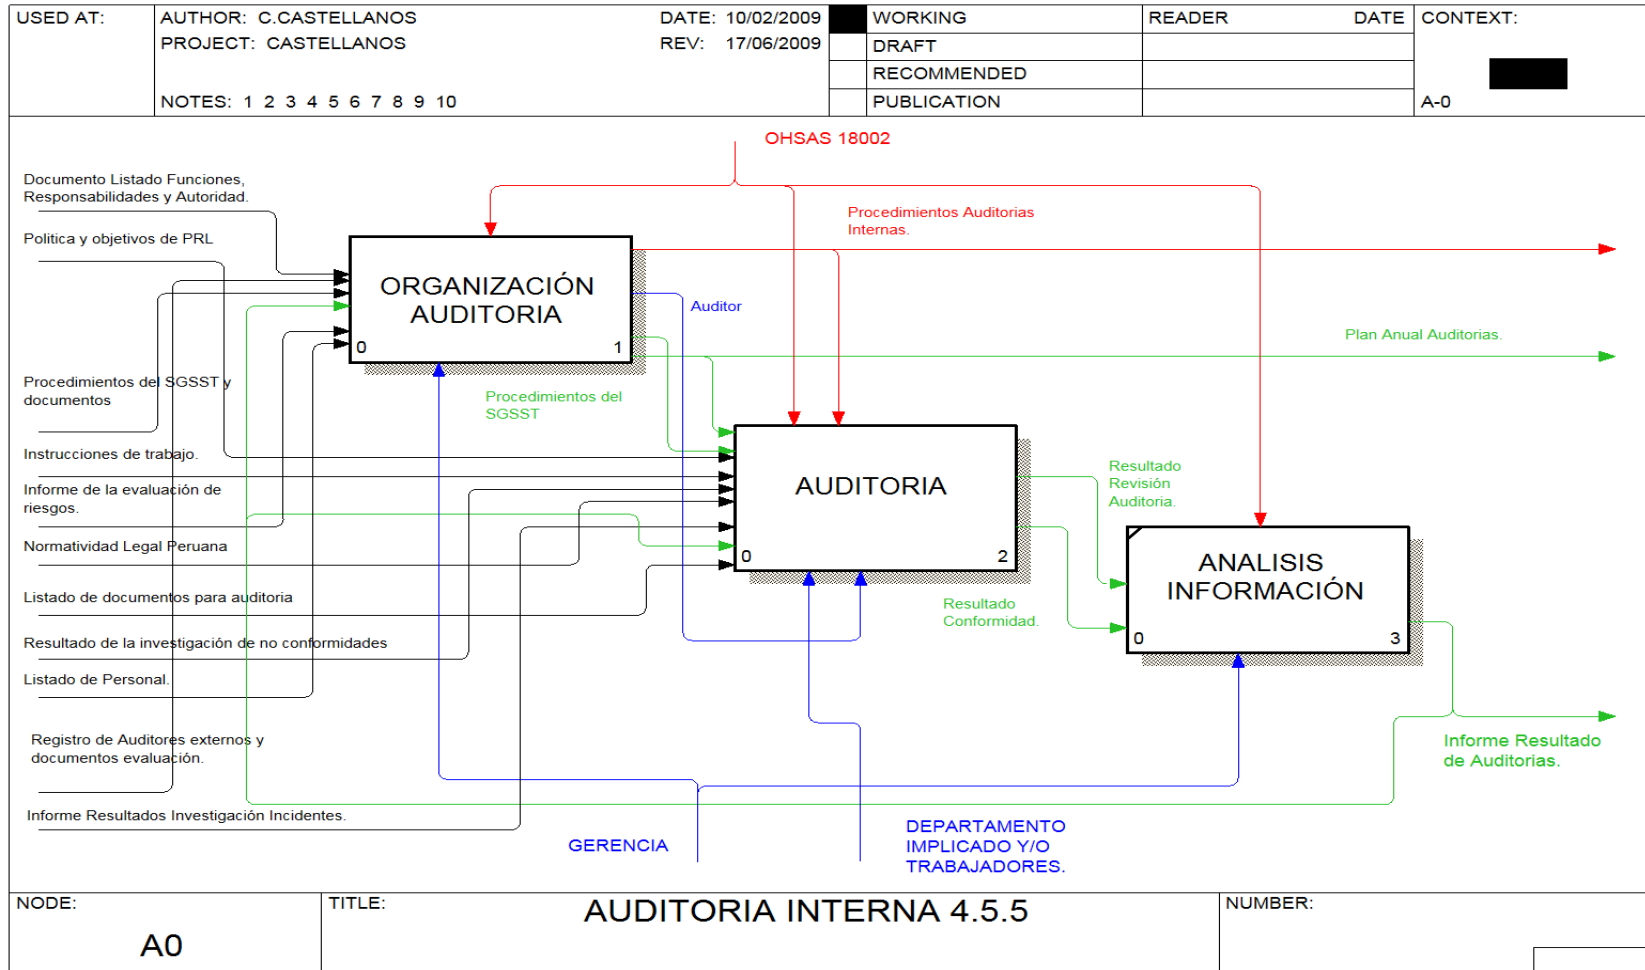 USED AT:
AUTHOR: C.CASTELLANOS
DATE: 10/02/2009
PROJECT: CASTELLANOS
REV: 17/06/2009
NOTES: 1 2 3 4 5 6 7 8 9 10
WORKING
DRAFT
RECOMMENDED
PUBLICATION
READER
DATE
CONTEXT:
A-0
OHSAS 18002
Documento Listado Funciones,
Responsabilidades y Autoridad.
Politica y objetivos de PRL
Procedimientos Auditorias
Internas.
ORGANIZACIÓN
AUDITORIA
0
1
Auditor
Plan Anual Auditorias.
Procedimientos del SGSST y
documentos
Procedimientos del
SGSST
Instrucciones de trabajo.
Informe de la evaluación de
riesgos.
AUDITORIA
0
2
Resultado
Revisión
Auditoria.
Normatividad Legal Peruana
ANALISIS
INFORMACIÓN
0
3
Listado de documentos para auditoria
Resultado
Conformidad.
Resultado de la investigación de no conformidades
Listado de Personal.
Registro de Auditores externos y
documentos evaluación.
Informe Resultado
de Auditorias.
Informe Resultados Investigación Incidentes.
GERENCIA
DEPARTAMENTO
IMPLICADO Y/O
TRABAJADORES.
NODE:
A0
TITLE:
AUDITORIA INTERNA 4.5.5
NUMBER: